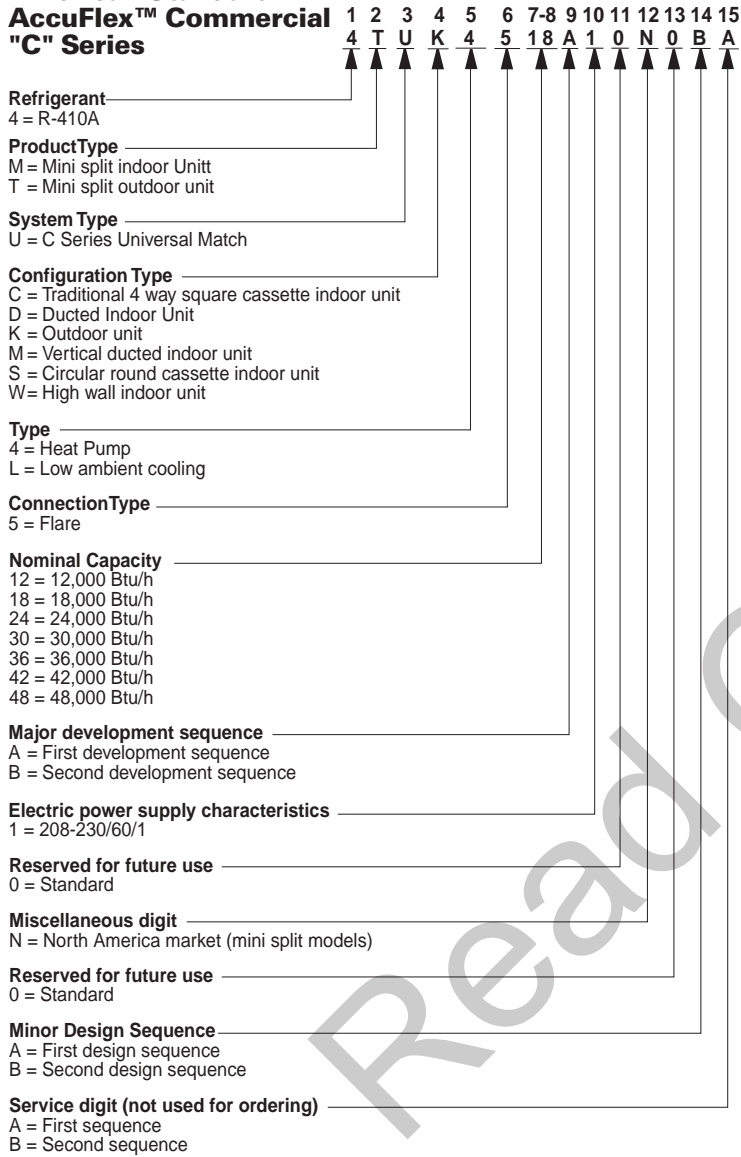 AccuFlex™ Commercial
"C" Series
1 2 3 4 5 6 7-8 9 10 11 12 13 14 15
4 T U K 4 5 18 A 1 0 N 0 B A
Refrigerant
4 = R-410A
ProductType
M = Mini split indoor Unitt
T = Mini split outdoor unit
System Type
U = C Series Universal Match
Configuration Type
C = Traditional 4 way square cassette indoor unit
D = Ducted Indoor Unit
K = Outdoor unit
M = Vertical ducted indoor unit
S = Circular round cassette indoor unit
W = High wall indoor unit
Type
4 = Heat Pump
L = Low ambient cooling
ConnectionType
5 = Flare
Nominal Capacity
12 = 12,000 Btu/h
18 = 18,000 Btu/h
24 = 24,000 Btu/h
30 = 30,000 Btu/h
36 = 36,000 Btu/h
42 = 42,000 Btu/h
48 = 48,000 Btu/h
Major development sequence
A = First development sequence
B = Second development sequence
Electric power supply characteristics
1 = 208-230/60/1
Reserved for future use
0 = Standard
Miscellaneous digit
N = North America market (mini split models)
Reserved for future use
0 = Standard
Minor Design Sequence
A = First design sequence
B = Second design sequence
Service digit (not used for ordering)
A = First sequence
B = Second sequence
Read